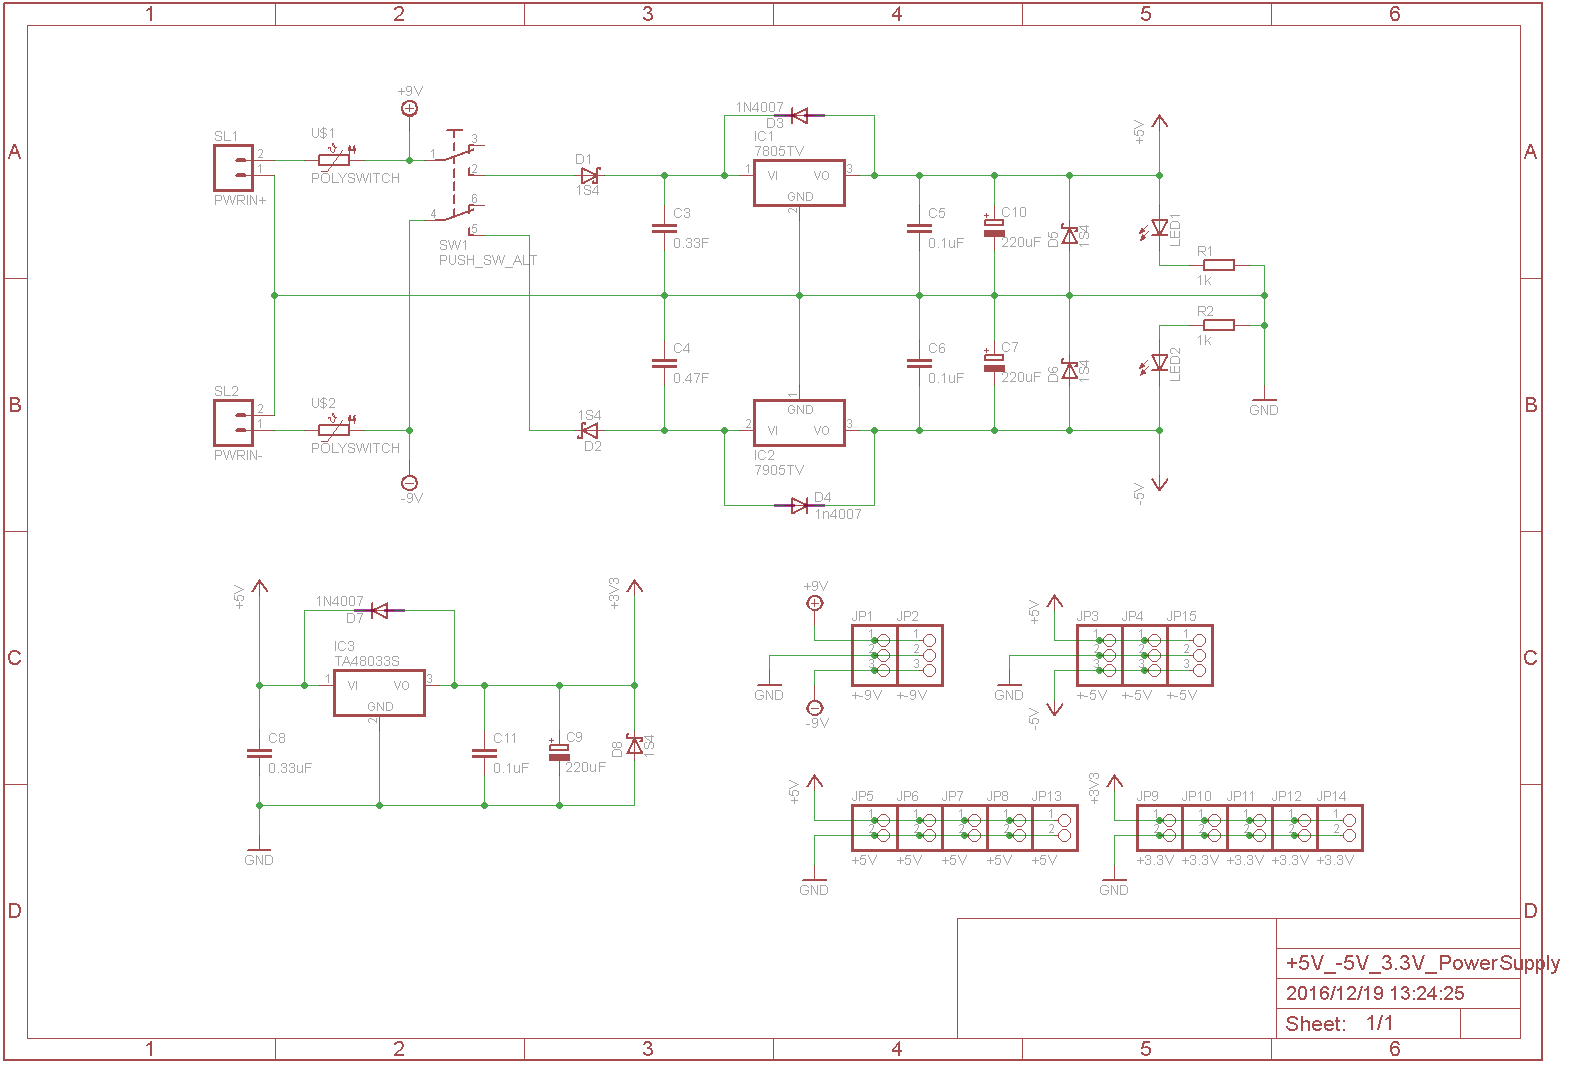 1 2 3 4 5 6
A A
B B
C C
D D
1 2 3 4 5 6
SL1
2
1
PWRIN+
U$1
POLYSWITCH
+9V
1
3
2
4
6
5
SW1
PUSH_SW_ALT
SL2
2
1
PWRIN-
U$2
POLYSWITCH
-9V
D1
1S4
1S4
D2
C3
0.33F
C4
0.47F
1N4007
D3
IC1
7805TV
1 VI VO 3
GND
2
1
GND
2 VI VO 3
IC2
7905TV
D4
1n4007
C5
0.1uF
C10
220uF
D5
1S4
C6
0.1uF
C7
220uF
D6
1S4
+5V
LED1
R1
1k
R2
1k
LED2
GND
-5V
+5V
1N4007
D7
IC3
TA48033S
1 VI VO 3
GND
2
C8
0.33uF
GND
C11
0.1uF
C9
220uF
D8
1S4
+3V3
+9V
JP1 JP2
1 1
2 2
3 3
+-9V +-9V
GND
-9V
+5V
JP3 JP4 JP15
1 1 1
2 2 2
3 3 3
+-5V +-5V +-5V
GND
-5V
+5V
JP5 JP6 JP7 JP8 JP13
1 1 1 1 1
2 2 2 2 2
+5V +5V +5V +5V +5V
GND
+3V3
JP9 JP10 JP11 JP12 JP14
1 1 1 1 1
2 2 2 2 2
+3.3V +3.3V +3.3V +3.3V +3.3V
GND
+5V_-5V_3.3V_PowerSupply
2016/12/19 13:24:25
Sheet: 1/1